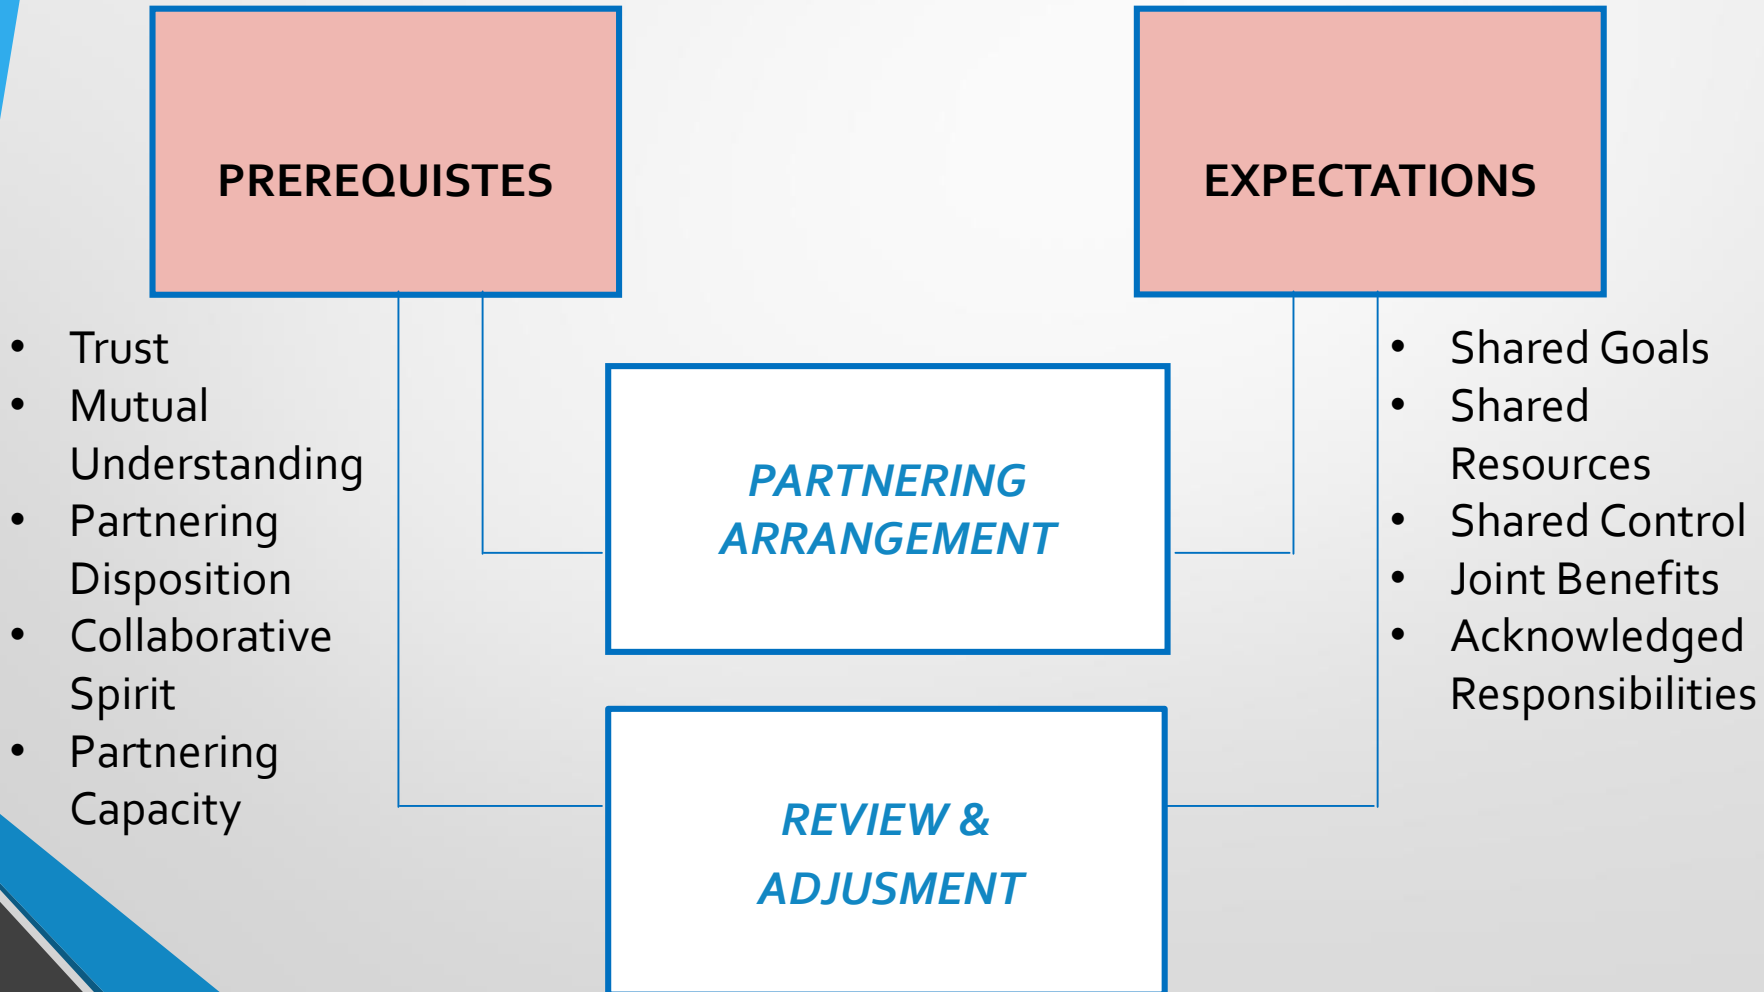 PREREQUISTES
EXPECTATIONS
• Trust
• Mutual
Understanding
• Partnering
Disposition
• Collaborative
Spirit
• Partnering
Capacity
PARTNERING
ARRANGEMENT
REVIEW &
ADJUSMENT
• Shared Goals
• Shared
Resources
• Shared Control
• Joint Benefits
• Acknowledged
Responsibilities